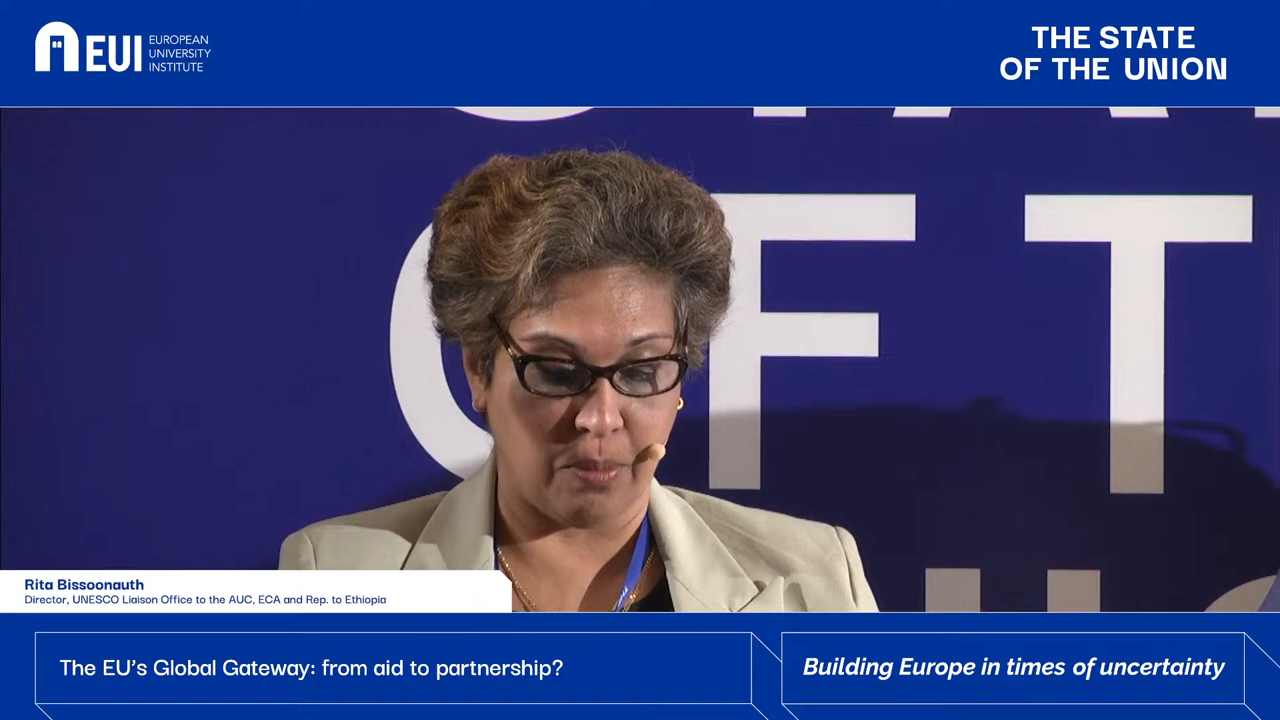 EUI
EUROPEAN
UNIVERSITY
INSTITUTE
THE STATE
OF THE UNION
OF T
Rita Bissoonauth
Director, UNESCO Liaison Office to the AUC, ECA and Rep. to Ethiopia
The EU's Global Gateway: from aid to partnership?
Building Europe in times of uncertainty